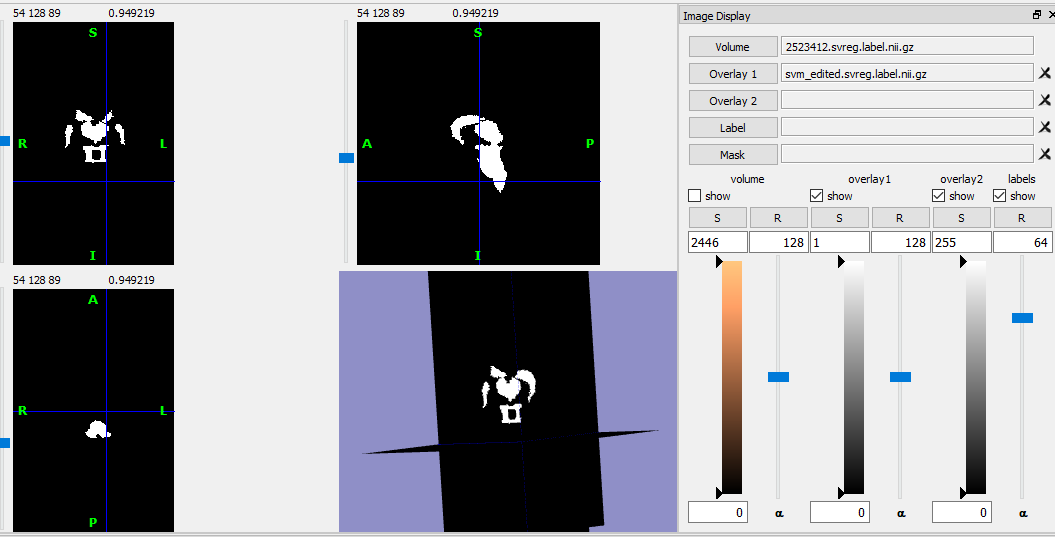 54 128 89 0.949219
S
R L
I
54 128 89 0.949219
S
A P
I
54 128 89 0.949219
A
R L
P
Image Display
Volume 2523412.svreg.label.nii.gz
Overlay 1 svm_edited.svreg.label.nii.gz
Overlay 2
Label
Mask
volume overlay1 overlay2 labels
show show show show
S R S R S R
2446 128 1 128 255 64
0 α 0 α 0 α